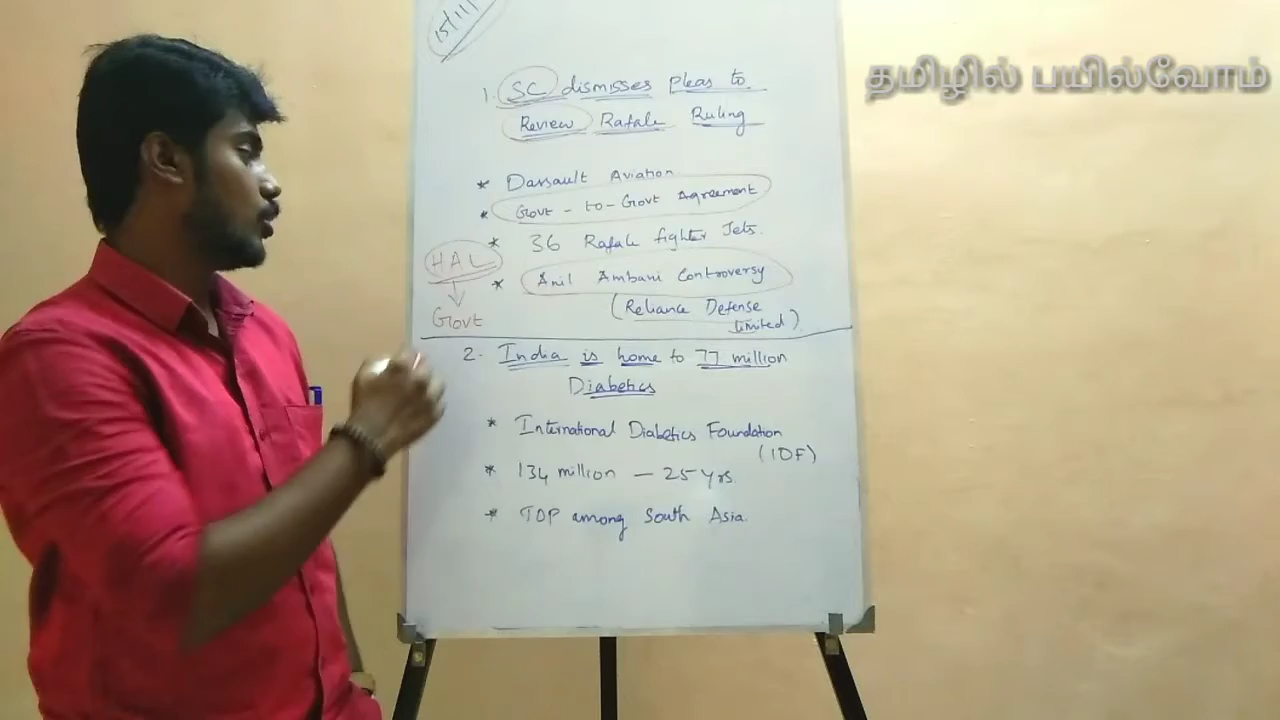 15/11
தமிழில் பயில்வோம்
1. SC dismisses Pleas to
Review Rafale Ruling
* Dassault Aviation
* Govt - to - Govt Agreement
* 36 Rafale fighter Jets.
HAL
Govt
* Anil Ambani Controversy
(Reliance Defense
limited)
2. India is home to 77 million
Diabetics
* International Diabetics Foundation
(IDF)
* 134 million — 25 yrs.
* TOP among South Asia.